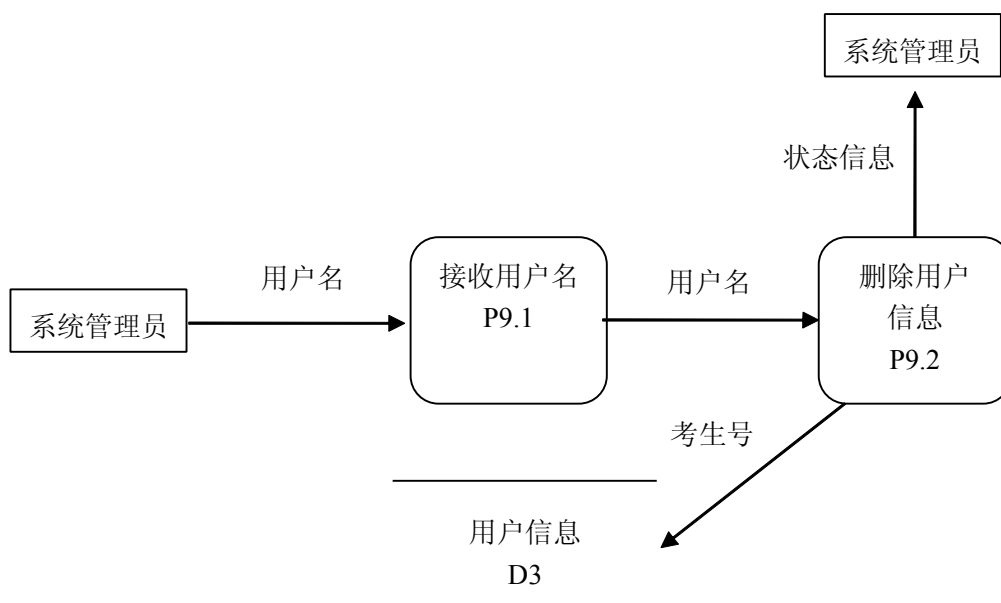 系统管理员
状态信息
用户名
接收用户名
P9.1
用户名
删除用户
信息
P9.2
系统管理员
考生号
用户信息
D3